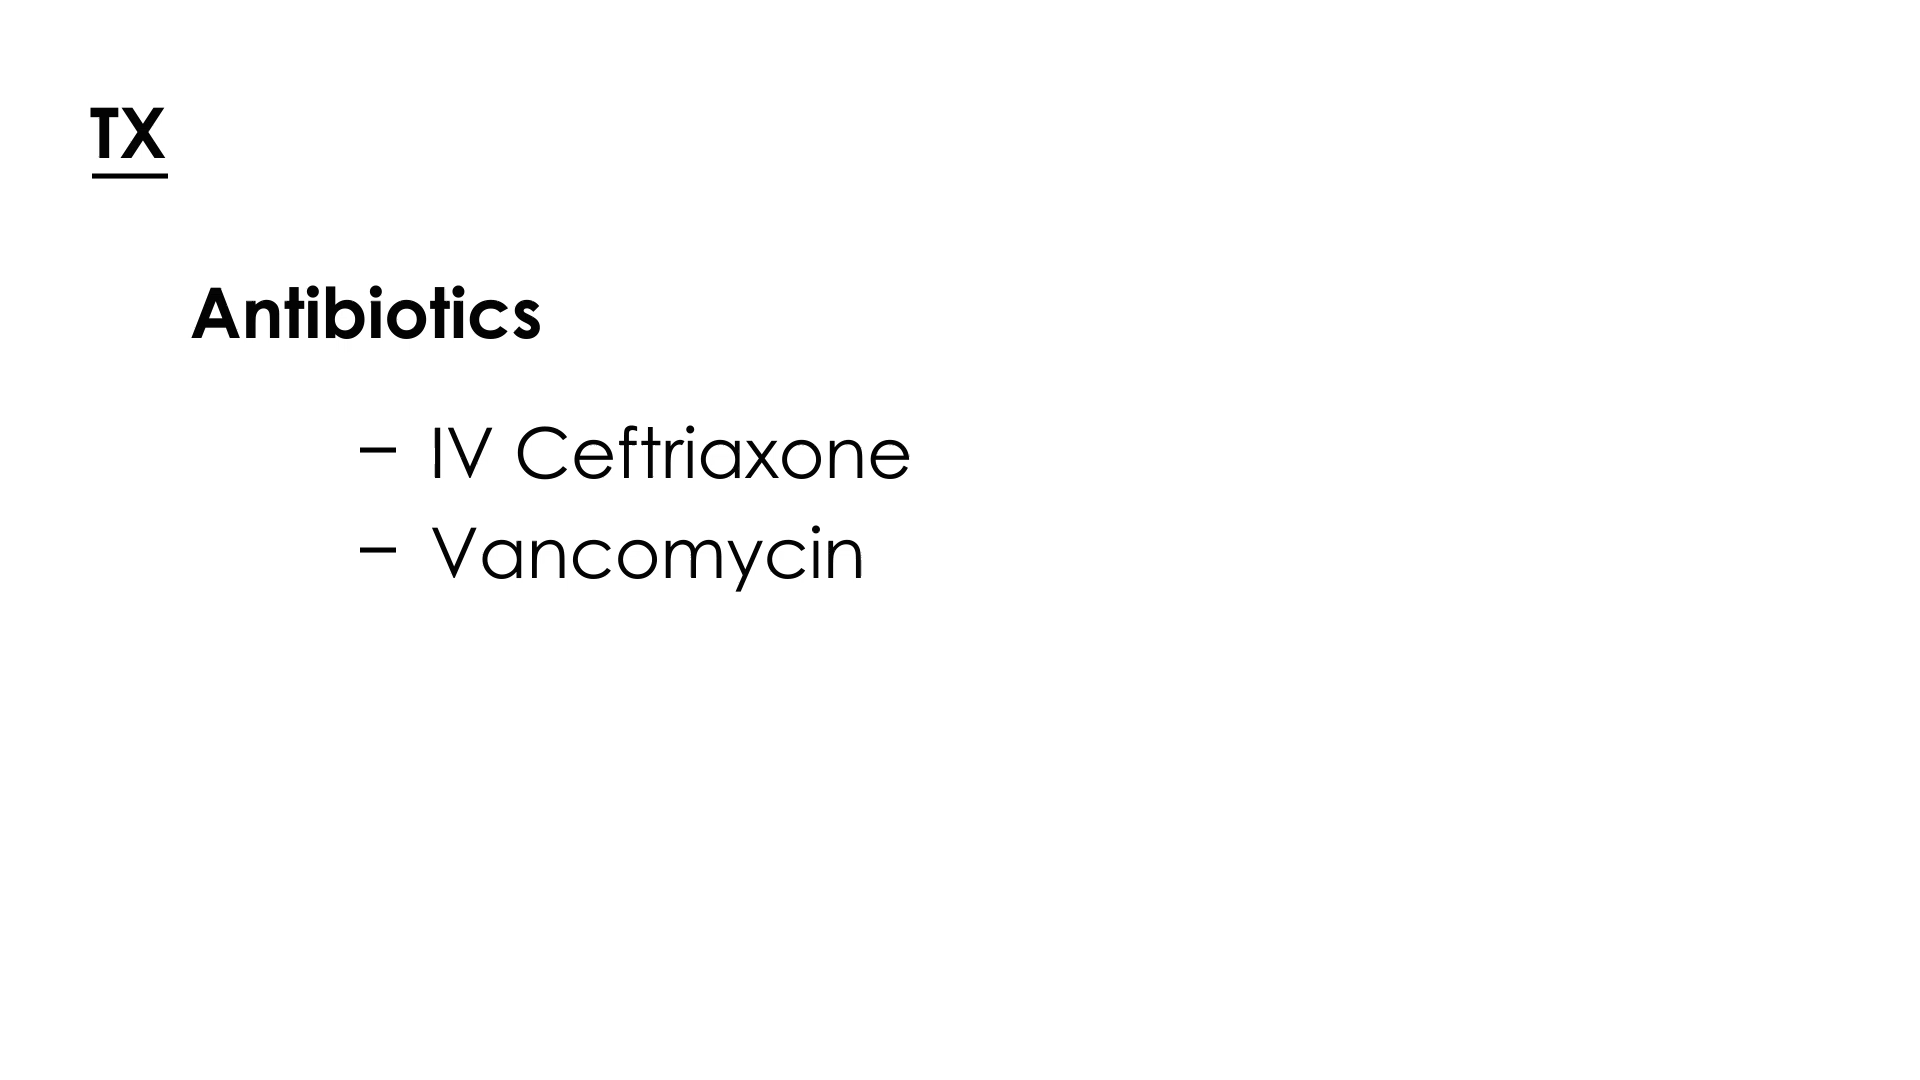 TX
Antibiotics
– IV Ceftriaxone
– Vancomycin